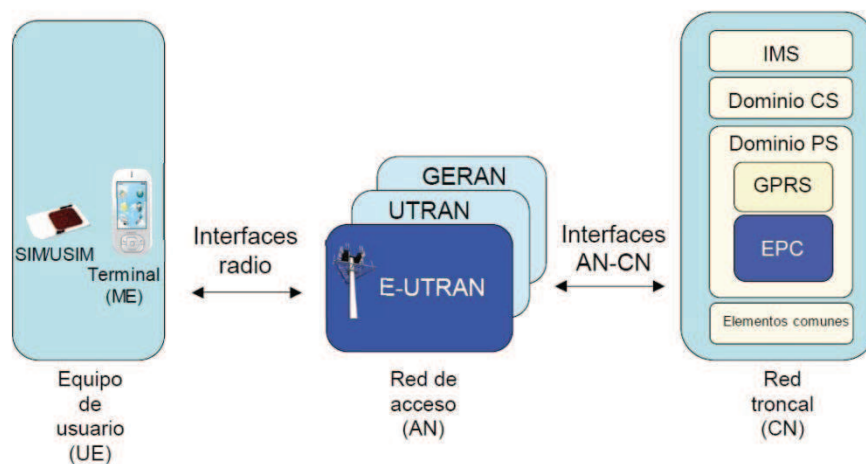 SIM/USIM
Terminal
(ME)
Equipo
de
usuario
(UE)
Interfaces
radio
GERAN
UTRAN
E-UTRAN
Red de
acceso
(AN)
Interfaces
AN-CN
IMS
Dominio CS
Dominio PS
GPRS
EPC
Elementos comunes
Red
troncal
(CN)